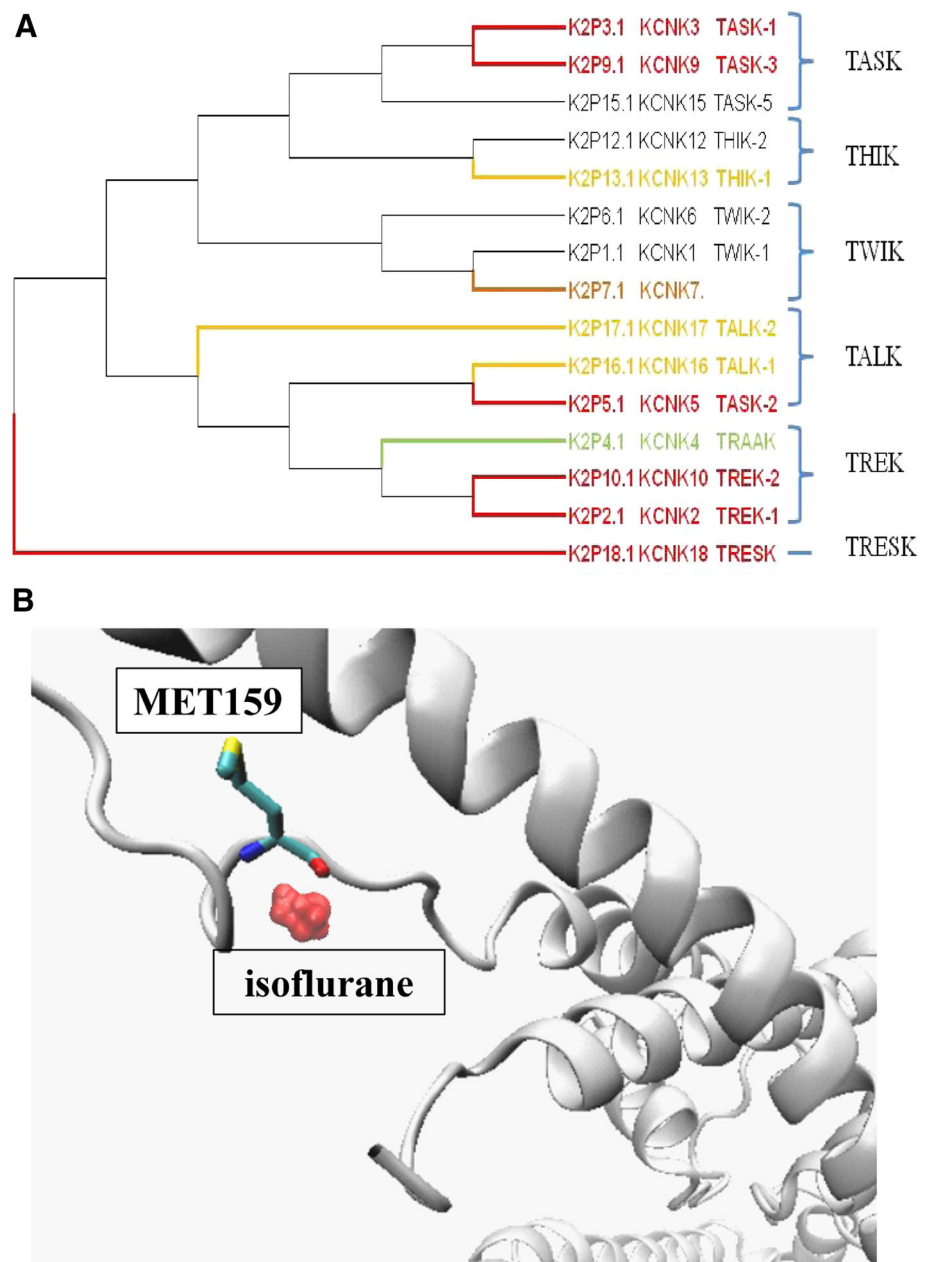 A
K2P3.1 KCNK3 TASK-1
K2P9.1 KCNK9 TASK-3
K2P15.1 KCNK15 TASK-5
TASK
K2P12.1 KCNK12 THIK-2
K2P13.1 KCNK13 THIK-1
THIK
K2P6.1 KCNK6 TWIK-2
K2P1.1 KCNK1 TWIK-1
K2P7.1 KCNK7.
TWIK
K2P17.1 KCNK17 TALK-2
K2P16.1 KCNK16 TALK-1
K2P5.1 KCNK5 TASK-2
TALK
K2P4.1 KCNK4 TRAAK
K2P10.1 KCNK10 TREK-2
K2P2.1 KCNK2 TREK-1
TREK
K2P18.1 KCNK18 TRESK
TRESK
B
MET159
isoflurane